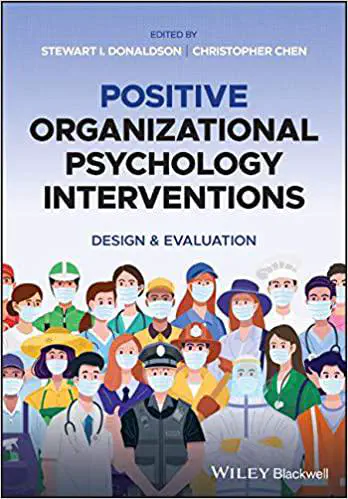 EDITED BY
STEWART I. DONALDSON | CHRISTOPHER CHEN
POSITIVE
ORGANIZATIONAL
PSYCHOLOGY
INTERVENTIONS
DESIGN & EVALUATION
WILEY Blackwell